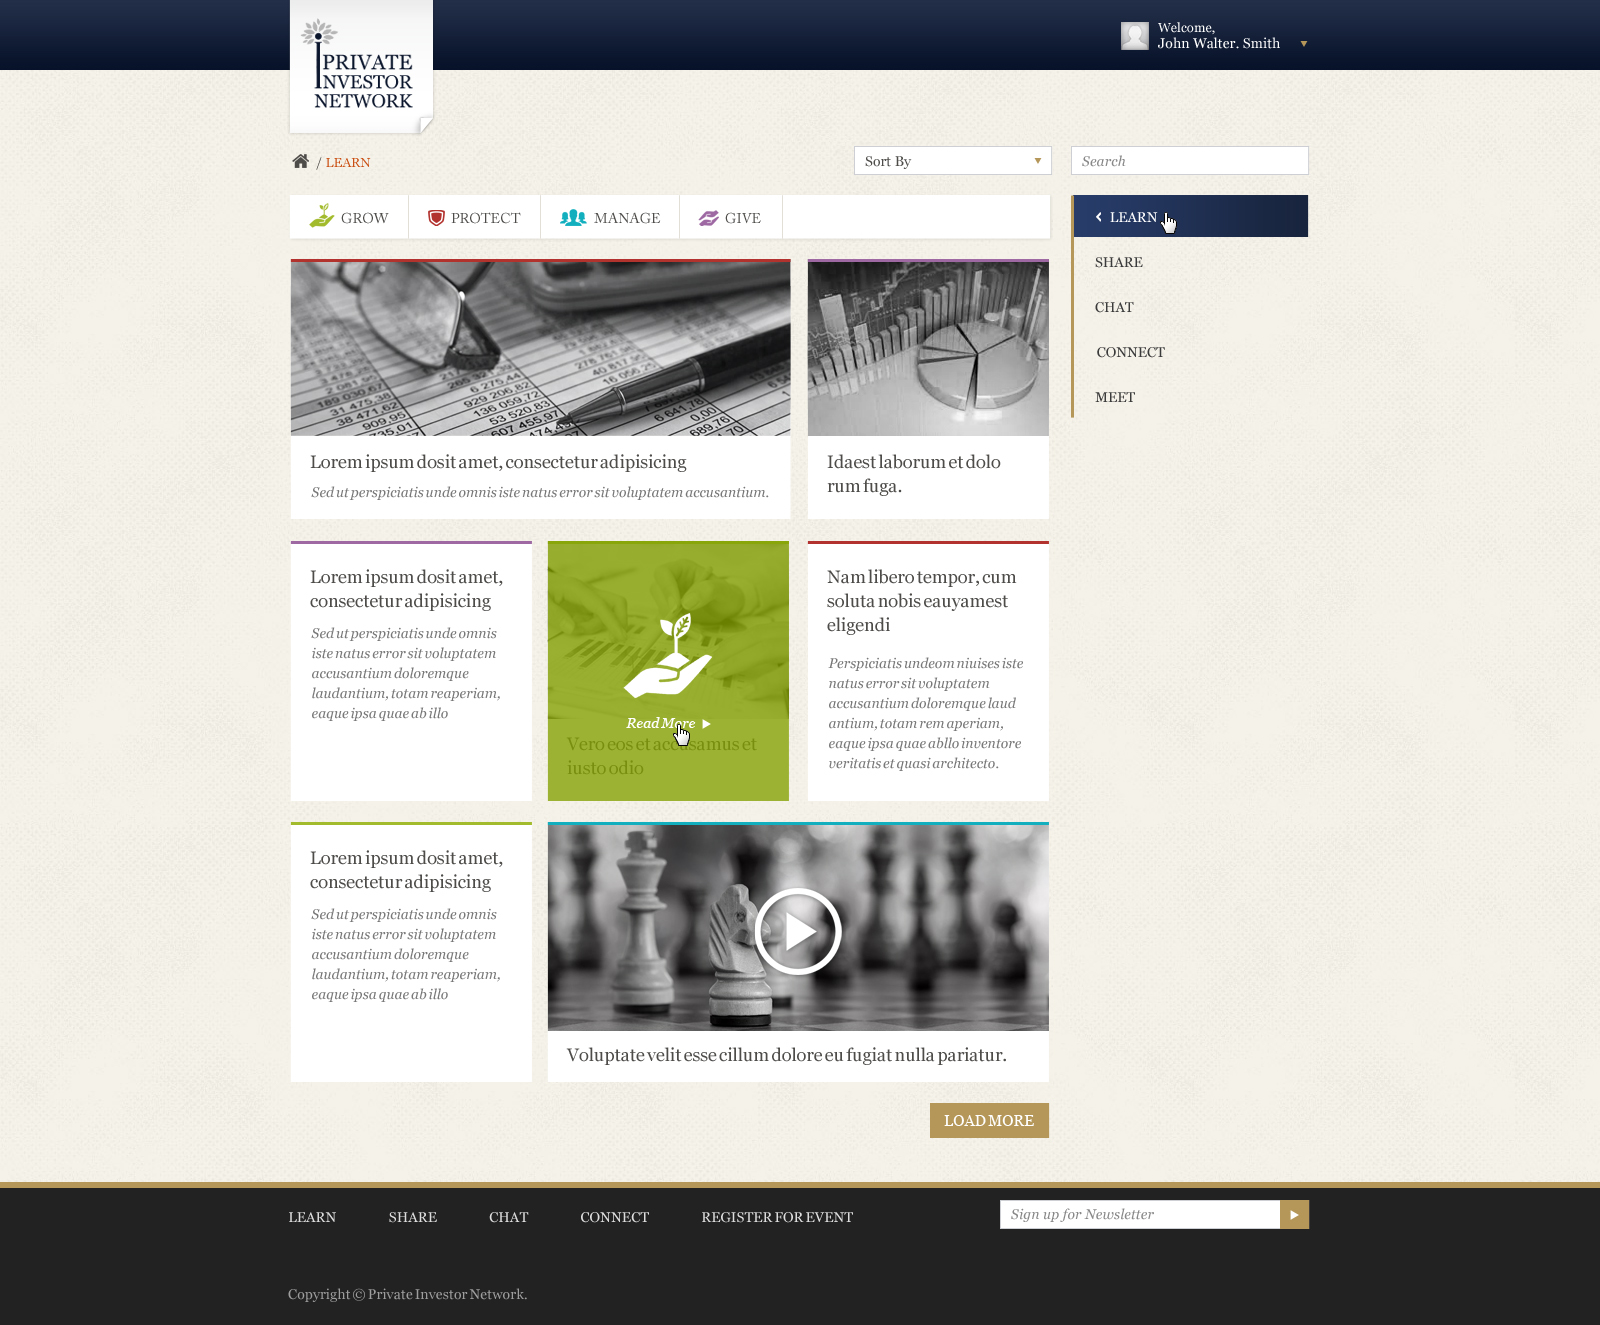 PRIVATE
INVESTOR
NETWORK
Welcome,
John Walter. Smith
/ LEARN
Sort By
Search
GROW
PROTECT
MANAGE
GIVE
LEARN
SHARE
CHAT
CONNECT
MEET
Lorem ipsum dosit amet, consectetur adipisicing
Sed ut perspiciatis unde omnis iste natus error sit voluptatem accusantium.
Idaest laborum et dolo
rum fuga.
Lorem ipsum dosit amet,
consectetur adipisicing
Sed ut perspiciatis unde omnis
iste natus error sit voluptatem
accusantium doloremque
laudantium, totam reaperiam,
eaque ipsa quae ab illo
Read More
Vero eos et accusamus et
iusto odio
Nam libero tempor, cum
soluta nobis eauyamest
eligendi
Perspiciatis undeom niuises iste
natus error sit voluptatem
accusantium doloremque laud
antium, totam rem aperiam,
eaque ipsa quae abllo inventore
veritatis et quasi architecto.
Lorem ipsum dosit amet,
consectetur adipisicing
Sed ut perspiciatis unde omnis
iste natus error sit voluptatem
accusantium doloremque
laudantium, totam reaperiam,
eaque ipsa quae ab illo
Voluptate velit esse cillum dolore eu fugiat nulla pariatur.
LOAD MORE
LEARN
SHARE
CHAT
CONNECT
REGISTER FOR EVENT
Sign up for Newsletter
Copyright © Private Investor Network.